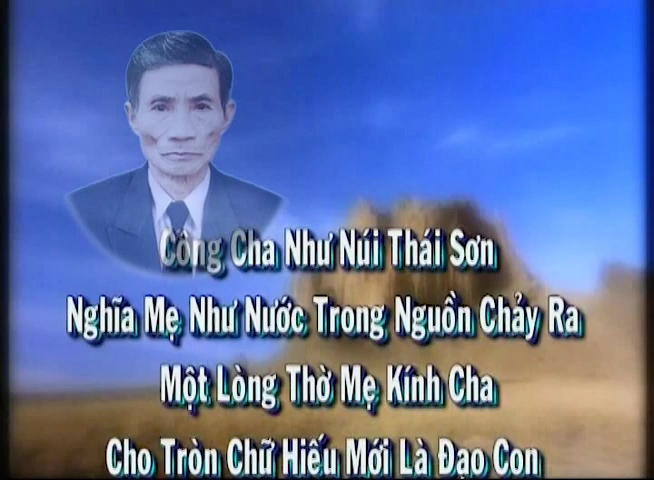 Công Cha Như Núi Thái Sơn
Nghĩa Mẹ Như Nước Trong Nguồn Chảy Ra
Một Lòng Thờ Mẹ Kính Cha
Cho Tròn Chữ Hiếu Mới Là Đạo Con